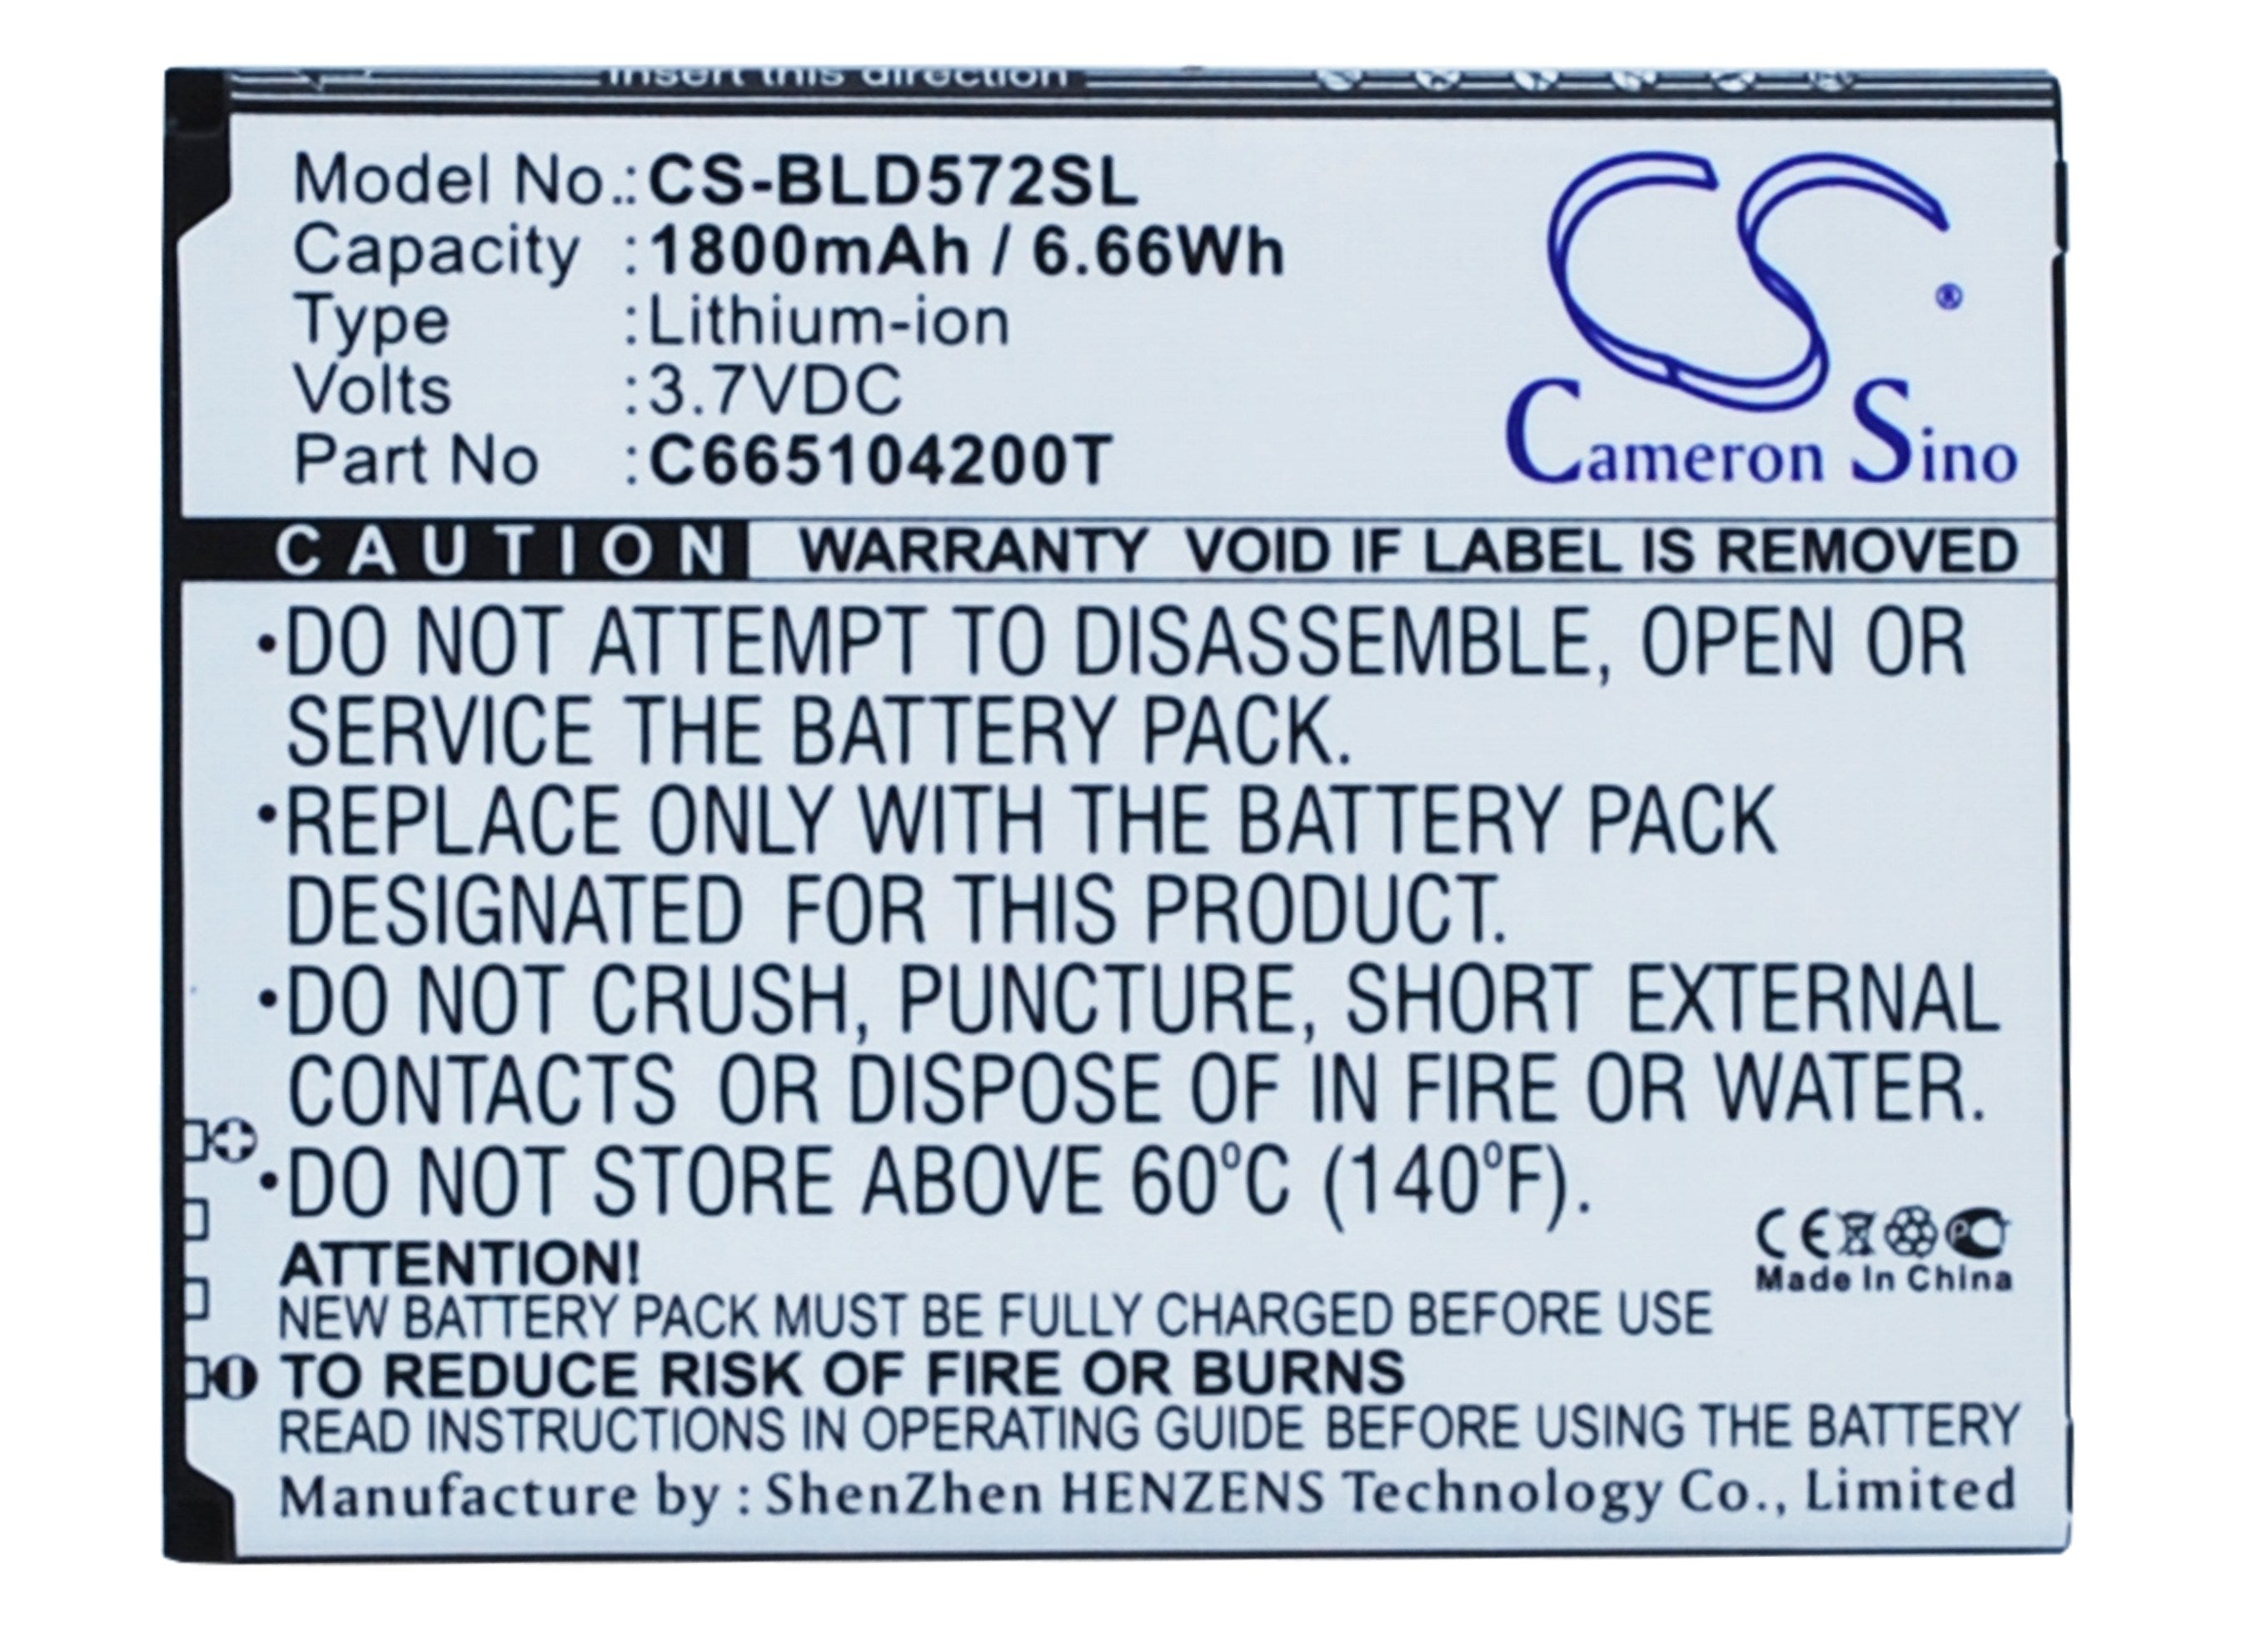 Insert this direction
Model No.: CS-BLD572SL
Capacity : 1800mAh / 6.66Wh
Type : Lithium-ion
Volts : 3.7VDC
Part No : C665104200T
CS ®
Cameron Sino
CAUTION WARRANTY VOID IF LABEL IS REMOVED
•DO NOT ATTEMPT TO DISASSEMBLE, OPEN OR
SERVICE THE BATTERY PACK.
•REPLACE ONLY WITH THE BATTERY PACK
DESIGNATED FOR THIS PRODUCT.
•DO NOT CRUSH, PUNCTURE, SHORT EXTERNAL
CONTACTS OR DISPOSE OF IN FIRE OR WATER.
•DO NOT STORE ABOVE 60°C (140°F).
CE PC
Made In China
ATTENTION!
NEW BATTERY PACK MUST BE FULLY CHARGED BEFORE USE
TO REDUCE RISK OF FIRE OR BURNS
READ INSTRUCTIONS IN OPERATING GUIDE BEFORE USING THE BATTERY
Manufacture by : ShenZhen HENZENS Technology Co., Limited